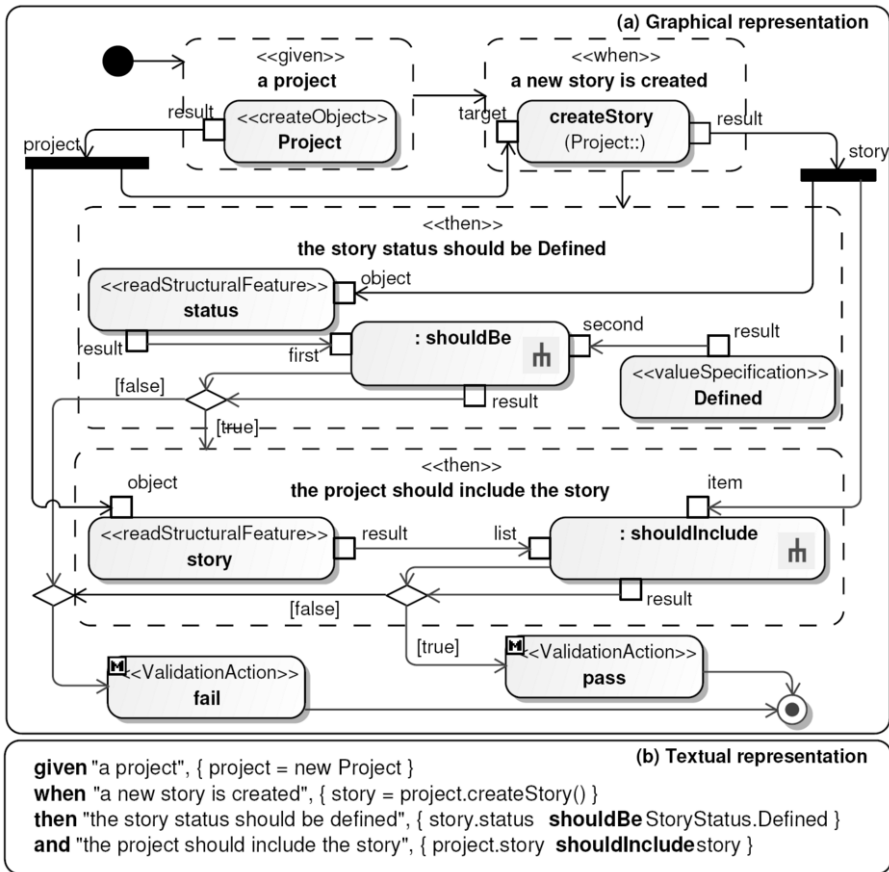 (a) Graphical representation
<<given>>
a project
<<when>>
a new story is created
result
<<createObject>>
Project
target
createStory
(Project::)
result
project
story
<<then>>
the story status should be Defined
<<readStructuralFeature>>
status
object
result
first
: shouldBe
second
result
<<valueSpecification>>
Defined
[false]
result
[true]
<<then>>
the project should include the story
object
item
<<readStructuralFeature>>
story
result
list
: shouldInclude
result
[false]
[true]
<<ValidationAction>>
fail
<<ValidationAction>>
pass
(b) Textual representation
given "a project", { project = new Project }
when "a new story is created", { story = project.createStory() }
then "the story status should be defined", { story.status shouldBe StoryStatus.Defined }
and "the project should include the story", { project.story shouldInclude story }